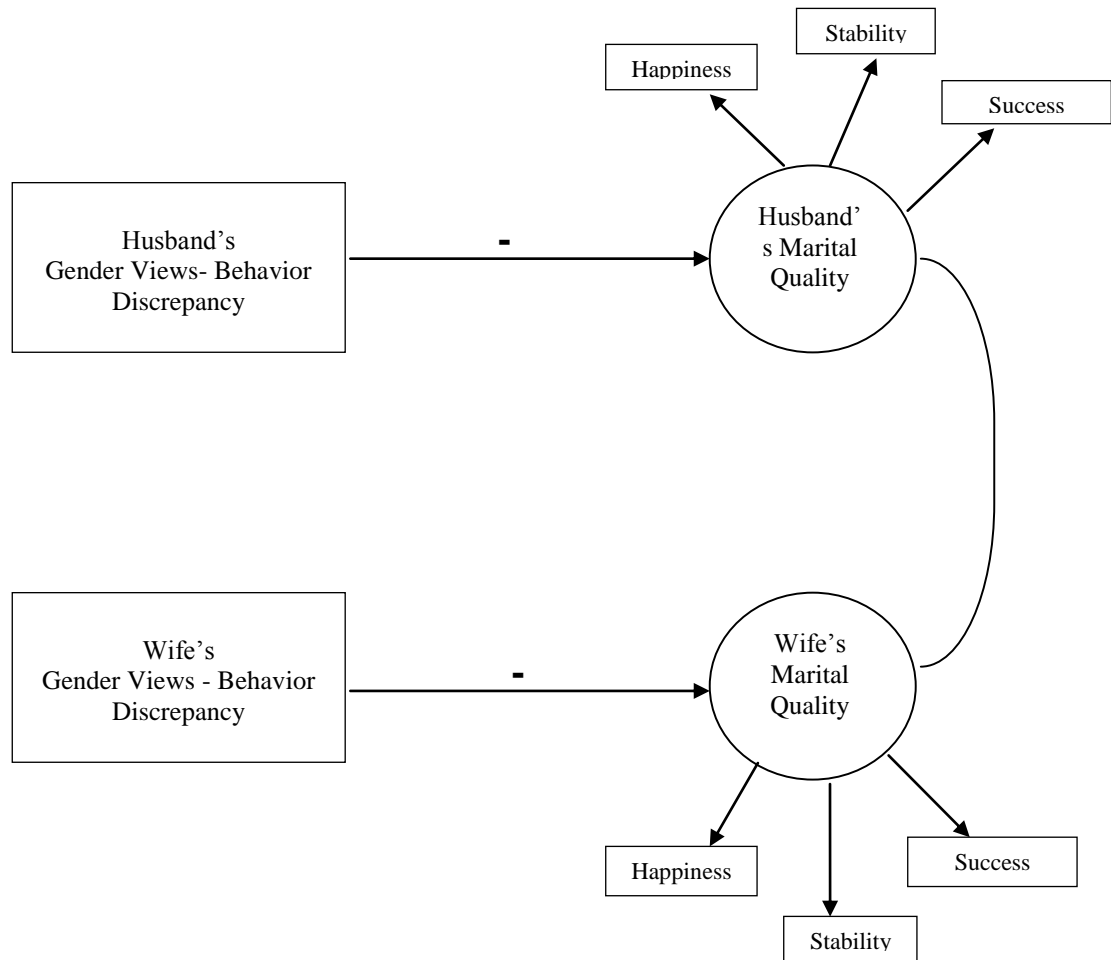 Stability
Happiness
Success
Husband’s
Gender Views- Behavior
Discrepancy
-
Husband’
s Marital
Quality
Wife’s
Gender Views - Behavior
Discrepancy
-
Wife’s
Marital
Quality
Happiness
Success
Stability